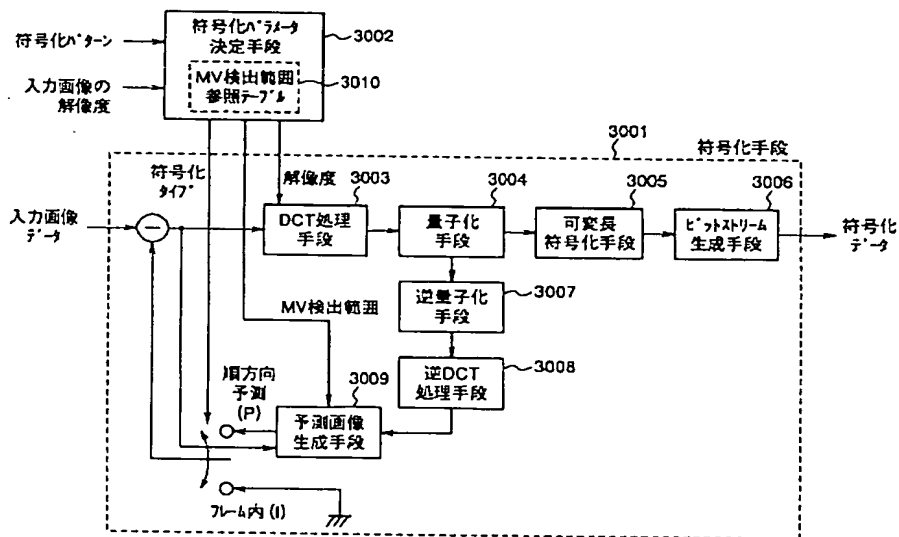 符号化パターン
入力画像の
解像度
符号化パラメータ
決定手段
MV検出範囲
参照テーブル
3002
3010
3001
符号化手段
符号化
タイプ
解像度
3003
3004
3005
3006
入力画像
データ
DCT処理
手段
量子化
手段
可変長
符号化手段
ビットストリーム
生成手段
符号化
データ
MV検出範囲
逆量子化
手段
3007
逆DCT
処理手段
3008
順方向
予測
(P)
3009
予測画像
生成手段
フレーム内(I)